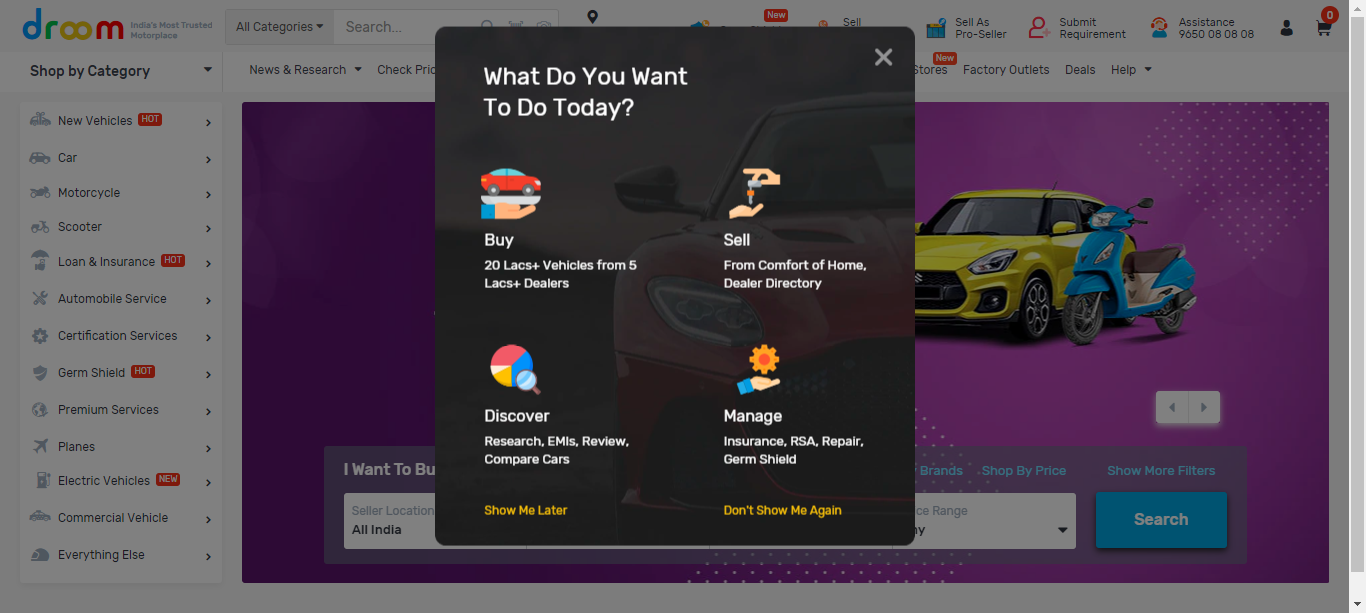 droom
India's Most Trusted
Motorplace
All Categories
Search...
New
Sell
Sell As
Pro-Seller
Submit
Requirement
Assistance
9650 08 08 08
0
Shop by Category
News & Research
Check
Stores
New
Factory Outlets
Deals
Help
New Vehicles HOT
Car
Motorcycle
Scooter
Loan & Insurance HOT
Automobile Service
Certification Services
Germ Shield HOT
Premium Services
Planes
Electric Vehicles NEW
Commercial Vehicle
Everything Else
What Do You Want
To Do Today?
Buy
20 Lacs+ Vehicles from 5
Lacs+ Dealers
Sell
From Comfort of Home,
Dealer Directory
Discover
Research, EMIs, Review,
Compare Cars
Manage
Insurance, RSA, Repair,
Germ Shield
Show Me Later
Don't Show Me Again
I Want To
Brands
Shop By Price
Show More Filters
Seller Location
All India
Range
Search